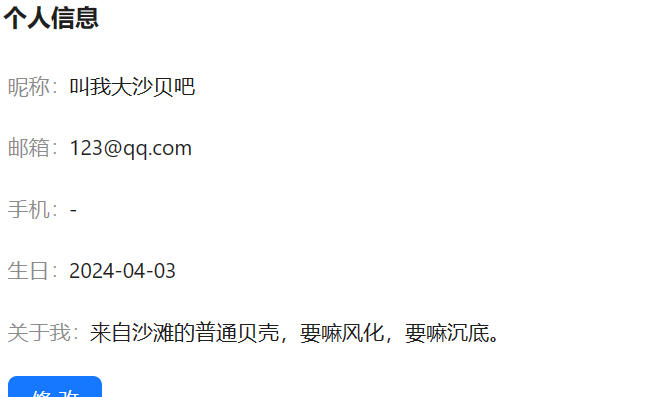 个人信息
昵称：叫我大沙贝吧
邮箱：123@qq.com
手机：-
生日：2024-04-03
关于我：来自沙滩的普通贝壳，要嘛风化，要嘛沉底。
修 改